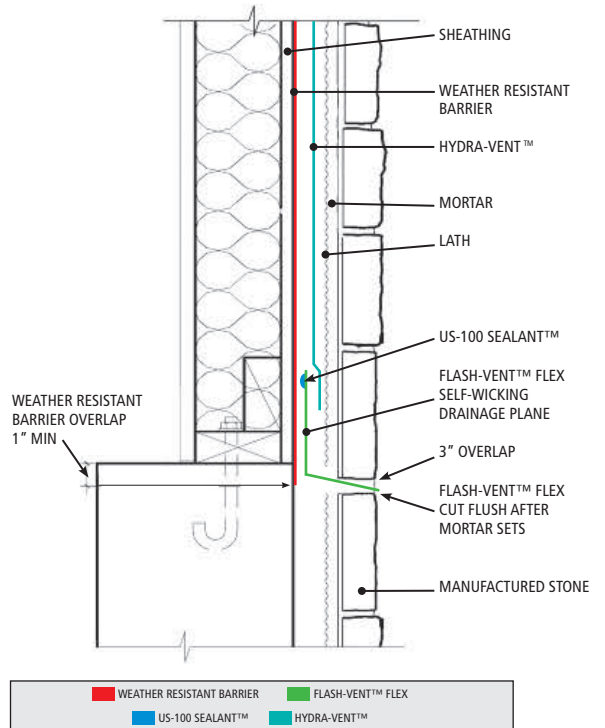 SHEATHING
WEATHER RESISTANT
BARRIER
HYDRA-VENT™
MORTAR
LATH
US-100 SEALANT™
FLASH-VENT™ FLEX
SELF-WICKING
DRAINAGE PLANE
WEATHER RESISTANT
BARRIER OVERLAP
1” MIN
3” OVERLAP
FLASH-VENT™ FLEX
CUT FLUSH AFTER
MORTAR SETS
MANUFACTURED STONE
WEATHER RESISTANT BARRIER FLASH-VENT™ FLEX
US-100 SEALANT™ HYDRA-VENT™